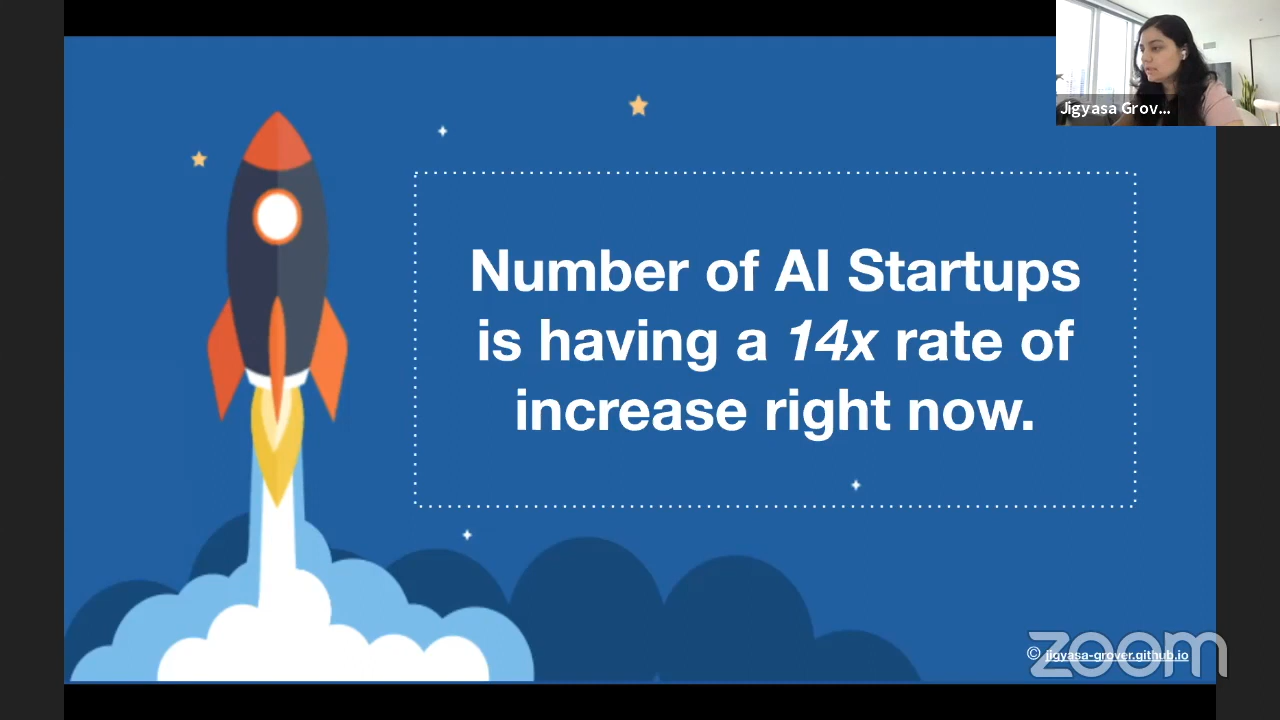 Jigyasa Grov...
Number of AI Startups
is having a 14x rate of
increase right now.
© jigyasa-grover.github.io
zoom